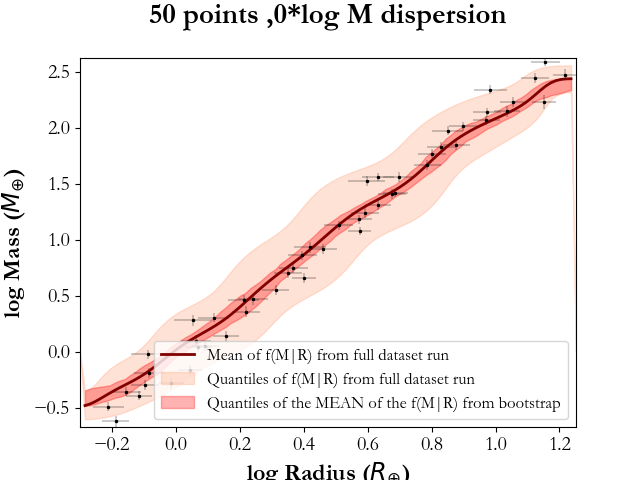 50 points ,0*log M dispersion
log Mass (M⊕)
2.5
2.0
1.5
1.0
0.5
0.0
−0.5
Mean of f(M|R) from full dataset run
Quantiles of f(M|R) from full dataset run
Quantiles of the MEAN of the f(M|R) from bootstrap
−0.2 0.0 0.2 0.4 0.6 0.8 1.0 1.2
log Radius (R⊕)